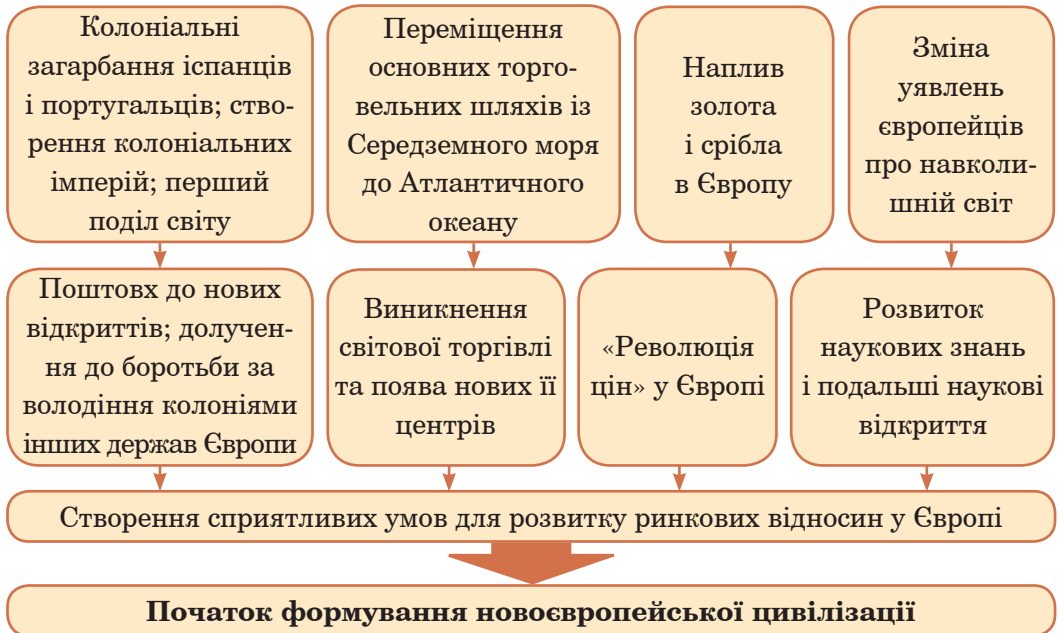 Колоніальні
загарбання іспанців
і португальців; ство-
рення колоніальних
імперій; перший
поділ світу
Переміщення
основних торго-
вельних шляхів із
Середземного моря
до Атлантичного
океану
Наплив
золота
і срібла
в Європу
Зміна
уявлень
європейців
про навколи-
шній світ
Поштовх до нових
відкриттів; долучен-
ня до боротьби за
володіння колоніями
інших держав Європи
Виникнення
світової торгівлі
та поява нових її
центрів
«Революція
цін» у Європі
Розвиток
наукових знань
і подальші наукові
відкриття
Створення сприятливих умов для розвитку ринкових відносин у Європі
Початок формування новоєвропейської цивілізації